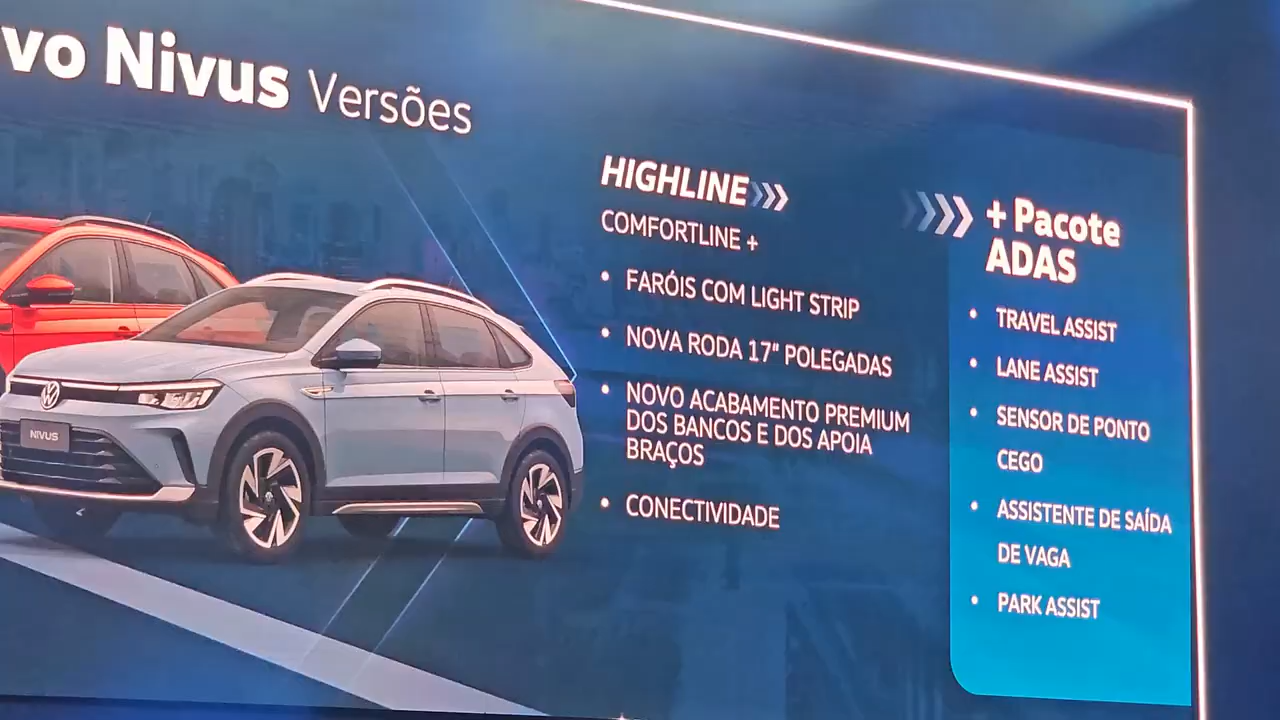 vo Nivus Versões
HIGHLINE
COMFORTLINE +
• FARÓIS COM LIGHT STRIP
• NOVA RODA 17" POLEGADAS
• NOVO ACABAMENTO PREMIUM
DOS BANCOS E DOS APOIA
BRAÇOS
• CONECTIVIDADE
+ Pacote
ADAS
• TRAVEL ASSIST
• LANE ASSIST
• SENSOR DE PONTO
CEGO
• ASSISTENTE DE SAÍDA
DE VAGA
• PARK ASSIST
NIVUS